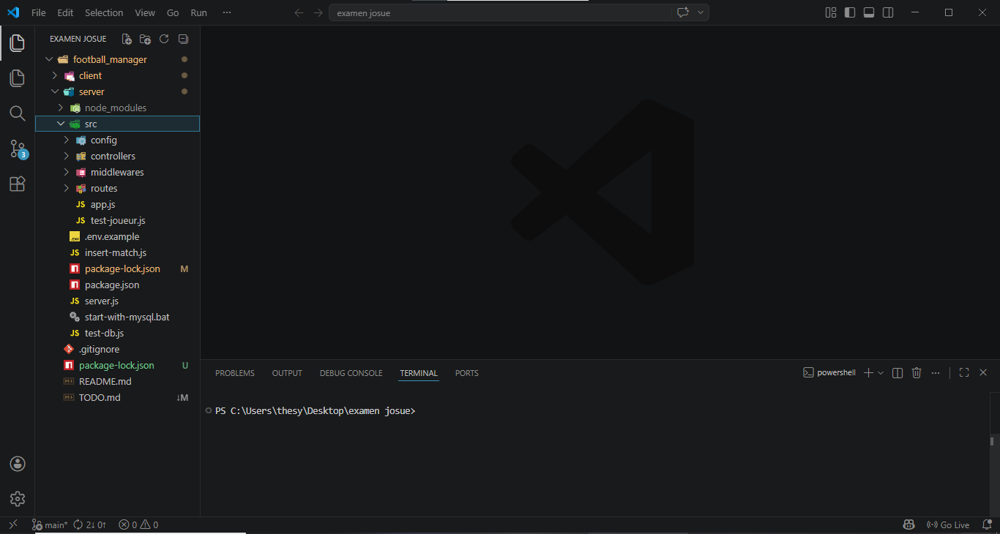 File Edit Selection View Go Run ···
examen josue
EXAMEN JOSUE
football_manager
client
server
node_modules
src
config
controllers
middlewares
routes
JS app.js
JS test-joueur.js
.ENV .env.example
JS insert-match.js
package-lock.json M
package.json
JS server.js
start-with-mysql.bat
JS test-db.js
.gitignore
package-lock.json U
M↓ README.md
M↓ TODO.md ↓M
3
PROBLEMS OUTPUT DEBUG CONSOLE TERMINAL PORTS
powershell
PS C:\Users\thesy\Desktop\examen josue>
main* 2↓ 0↑ 0 0
Go Live